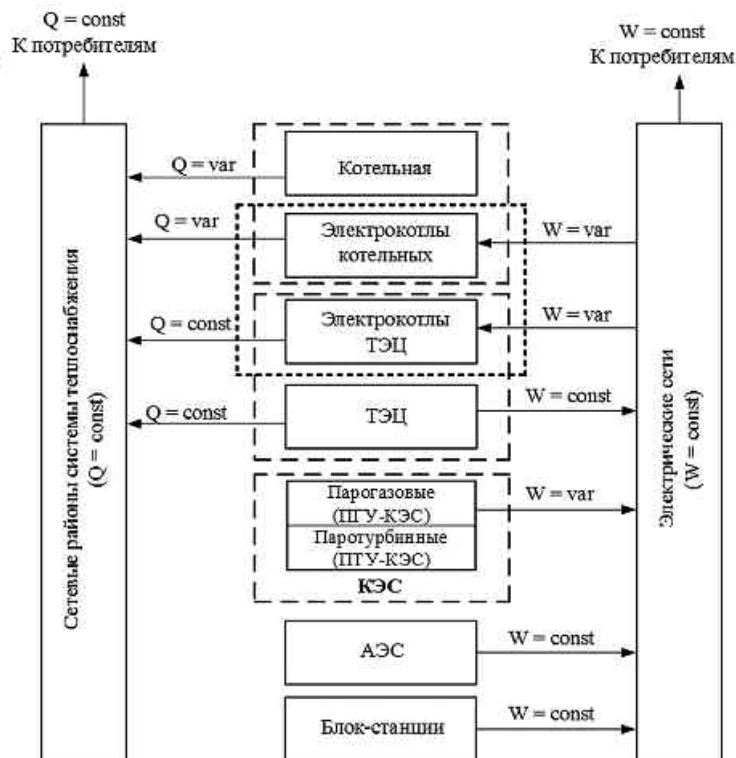 Q = const
К потребителям
W = const
К потребителям
Сетевые районы системы теплоснабжения
(Q = const)
Q = var
Котельная
Q = var
Электрокотлы
котельных
W = var
Q = const
Электрокотлы
ТЭЦ
W = var
Q = const
ТЭЦ
W = const
Парогазовые
(ПГУ-КЭС)
Паротурбинные
(ПТУ-КЭС)
КЭС
W = var
АЭС
W = const
Блок-станции
W = const
Электрические сети
(W = const)